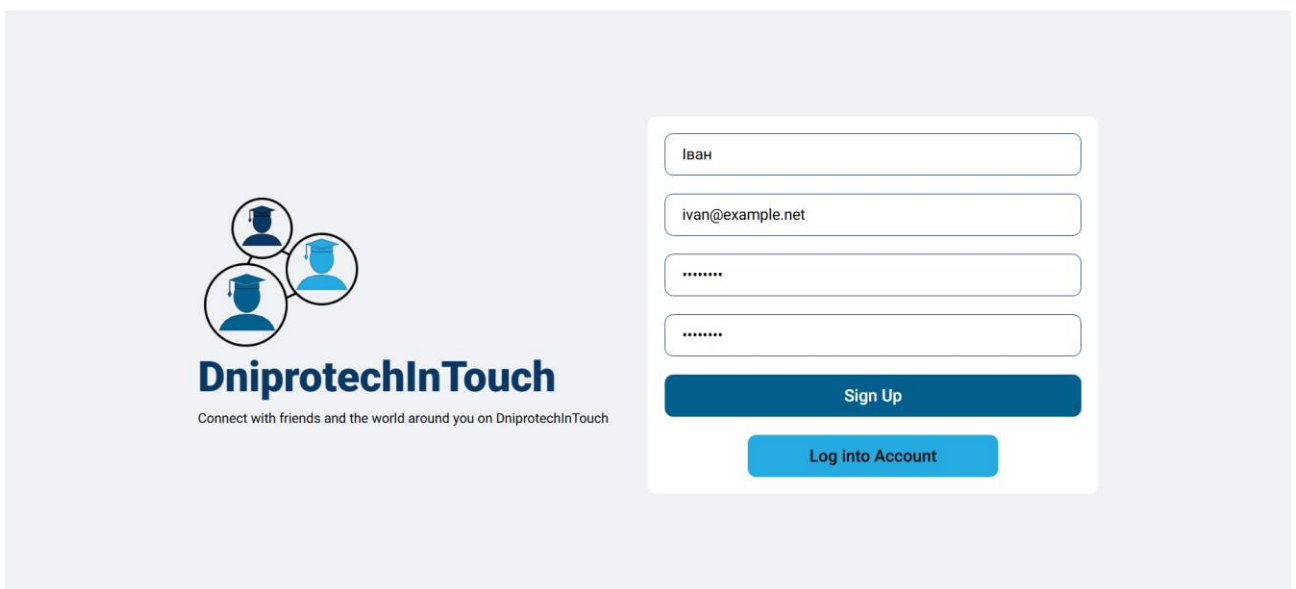 DniprotechInTouch
Connect with friends and the world around you on DniprotechInTouch
Іван
ivan@example.net
••••••••
••••••••
Sign Up
Log into Account